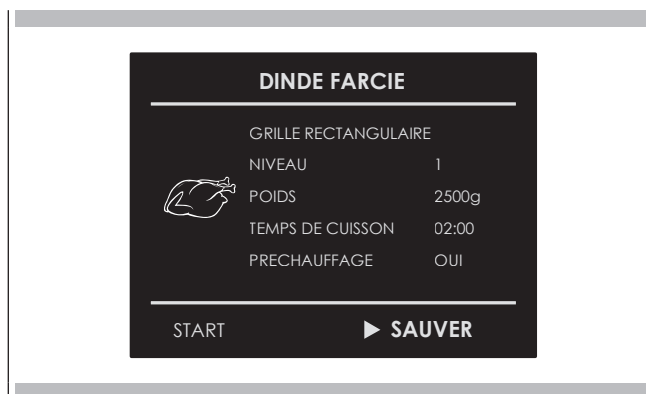 DINDE FARCIE
GRILLE RECTANGULAIRE
NIVEAU 1
POIDS 2500g
TEMPS DE CUISSON 02:00
PRECHAUFFAGE OUI
START ▶ SAUVER